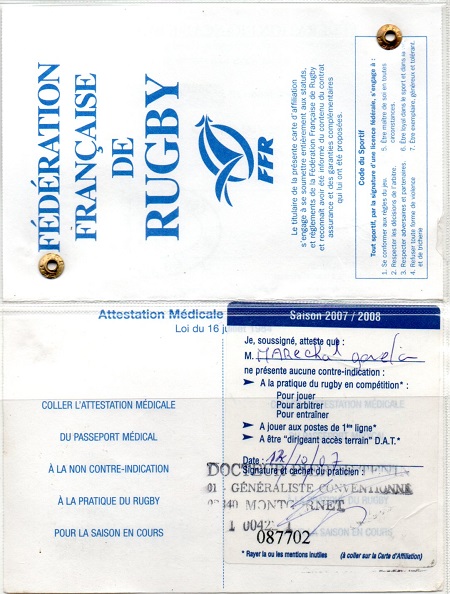 FÉDÉRATION
FRANÇAISE
DE
RUGBY
FFR
Le titulaire de la présente carte d'affiliation
s'engage à se soumettre entièrement aux statuts,
et règlements de la Fédération Française de Rugby
et reconnaît avoir été informé du contenu du contrat
assurance et des garanties complémentaires
qui lui ont été proposées.
Code du Sportif
Tout sportif, par la signature d'une licence fédérale, s'engage à :
1. Se conformer aux règles du jeu.
2. Respecter les décisions de l'arbitre.
3. Respecter adversaires et partenaires.
4. Refuser toute forme de violence
et de tricherie
5. Être maître de soi en toutes
circonstances.
6. Être loyal dans le sport et dans la
7. Être exemplaire, généreux et tolérant.
Attestation Médicale
Loi du 16
COLLER L'ATTESTATION MÉDICALE
DU PASSEPORT MÉDICAL
À LA NON CONTRE-INDICATION
À LA PRATIQUE DU RUGBY
POUR LA SAISON EN COURS
Saison 2007 / 2008
Je, soussigné, atteste que :
M. MARECHAL
ne présente aucune contre-indication :
➤ A la pratique du rugby en compétition* :
Pour jouer
Pour arbitrer
Pour entraîner
➤ A jouer aux postes de 1ère ligne*
➤ A être "dirigeant accès terrain" D.A.T.*
Date : 12/10/07
Signature et cachet du praticien :
GÉNÉRALISTE CONVENTIONNÉ
087702
* Rayer la ou les mentions inutiles (à coller sur la Carte d'Affiliation)